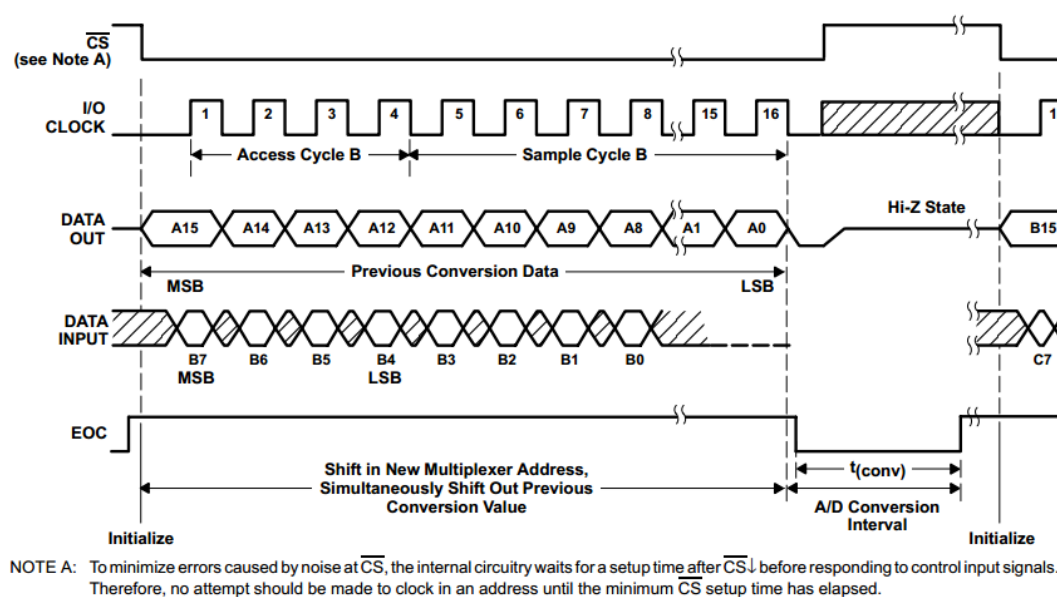 CS
(see Note A)
I/O
CLOCK
1 2 3 4 5 6 7 8 15 16 1
Access Cycle B
Sample Cycle B
DATA
OUT
A15 A14 A13 A12 A11 A10 A9 A8 A1 A0
Hi-Z State
B15
Previous Conversion Data
MSB
LSB
DATA
INPUT
B7 B6 B5 B4 B3 B2 B1 B0 C7
MSB
LSB
EOC
t(conv)
Shift in New Multiplexer Address,
Simultaneously Shift Out Previous
Conversion Value
A/D Conversion
Interval
Initialize
Initialize
NOTE A: To minimize errors caused by noise at CS, the internal circuitry waits for a setup time after CS↓ before responding to control input signals.
Therefore, no attempt should be made to clock in an address until the minimum CS setup time has elapsed.